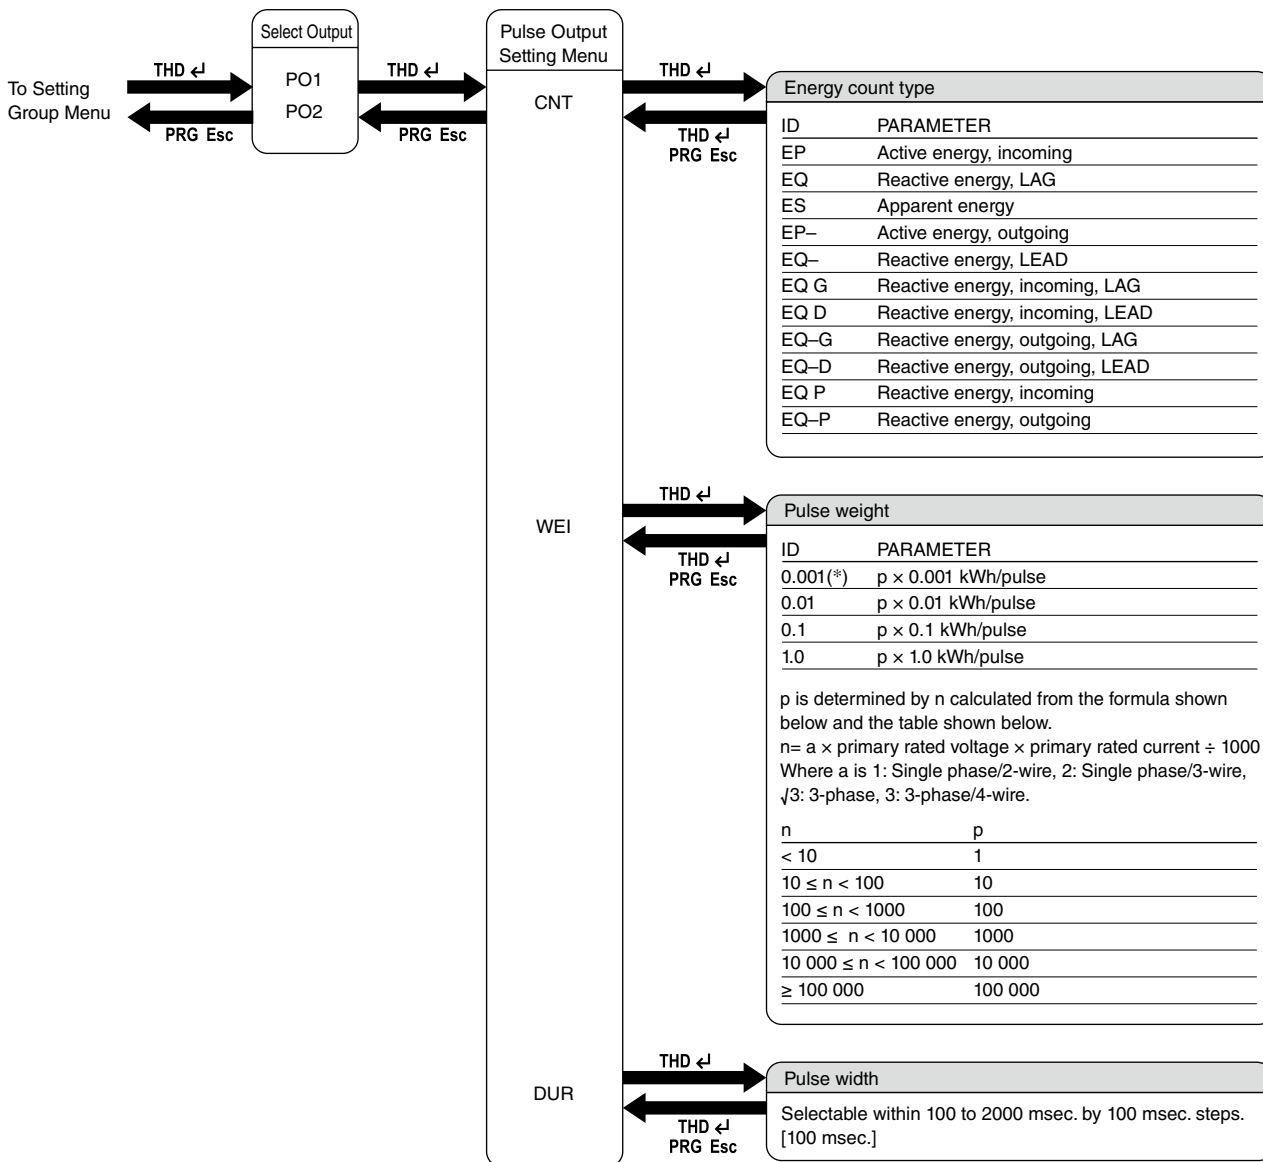 Select Output
PO1
PO2
Pulse Output
Setting Menu
CNT
WEI
DUR
To Setting
Group Menu
THD ↵
PRG Esc
THD ↵
PRG Esc
THD ↵
THD ↵
PRG Esc
Energy count type
ID PARAMETER
EP Active energy, incoming
EQ Reactive energy, LAG
ES Apparent energy
EP– Active energy, outgoing
EQ– Reactive energy, LEAD
EQ G Reactive energy, incoming, LAG
EQ D Reactive energy, incoming, LEAD
EQ–G Reactive energy, outgoing, LAG
EQ–D Reactive energy, outgoing, LEAD
EQ P Reactive energy, incoming
EQ–P Reactive energy, outgoing
THD ↵
THD ↵
PRG Esc
Pulse weight
ID PARAMETER
0.001(*) p × 0.001 kWh/pulse
0.01 p × 0.01 kWh/pulse
0.1 p × 0.1 kWh/pulse
1.0 p × 1.0 kWh/pulse
p is determined by n calculated from the formula shown
below and the table shown below.
n= a × primary rated voltage × primary rated current ÷ 1000
Where a is 1: Single phase/2-wire, 2: Single phase/3-wire,
√3: 3-phase, 3: 3-phase/4-wire.
n p
< 10 1
10 ≤ n < 100 10
100 ≤ n < 1000 100
1000 ≤ n < 10 000 1000
10 000 ≤ n < 100 000 10 000
≥ 100 000 100 000
THD ↵
THD ↵
PRG Esc
Pulse width
Selectable within 100 to 2000 msec. by 100 msec. steps.
[100 msec.]